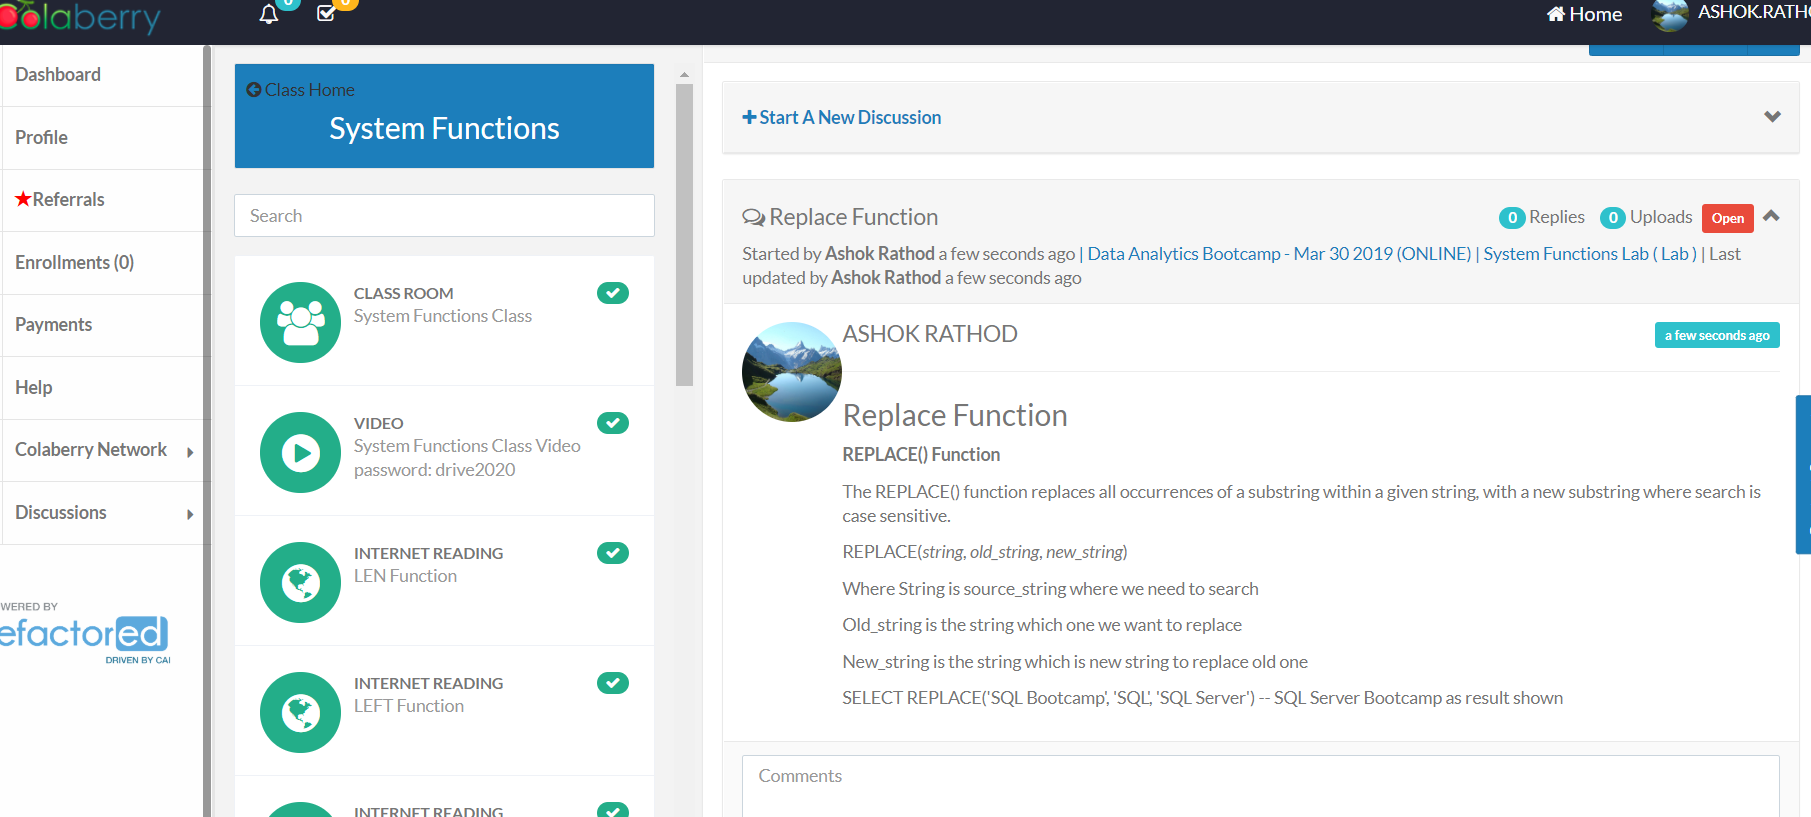 Colaberry
0
0
Home
ASHOK.RATHO
Dashboard
Profile
Referrals
Enrollments (0)
Payments
Help
Colaberry Network
Discussions
WERED BY
efactored
DRIVEN BY CAI
Class Home
System Functions
Search
CLASS ROOM
System Functions Class
VIDEO
System Functions Class Video
password: drive2020
INTERNET READING
LEN Function
INTERNET READING
LEFT Function
INTERNET READING
Start A New Discussion
Replace Function
0 Replies 0 Uploads Open
Started by Ashok Rathod a few seconds ago | Data Analytics Bootcamp - Mar 30 2019 (ONLINE) | System Functions Lab ( Lab ) | Last
updated by Ashok Rathod a few seconds ago
ASHOK RATHOD
a few seconds ago
Replace Function
REPLACE() Function
The REPLACE() function replaces all occurrences of a substring within a given string, with a new substring where search is
case sensitive.
REPLACE(string, old_string, new_string)
Where String is source_string where we need to search
Old_string is the string which one we want to replace
New_string is the string which is new string to replace old one
SELECT REPLACE('SQL Bootcamp', 'SQL', 'SQL Server') -- SQL Server Bootcamp as result shown
Comments